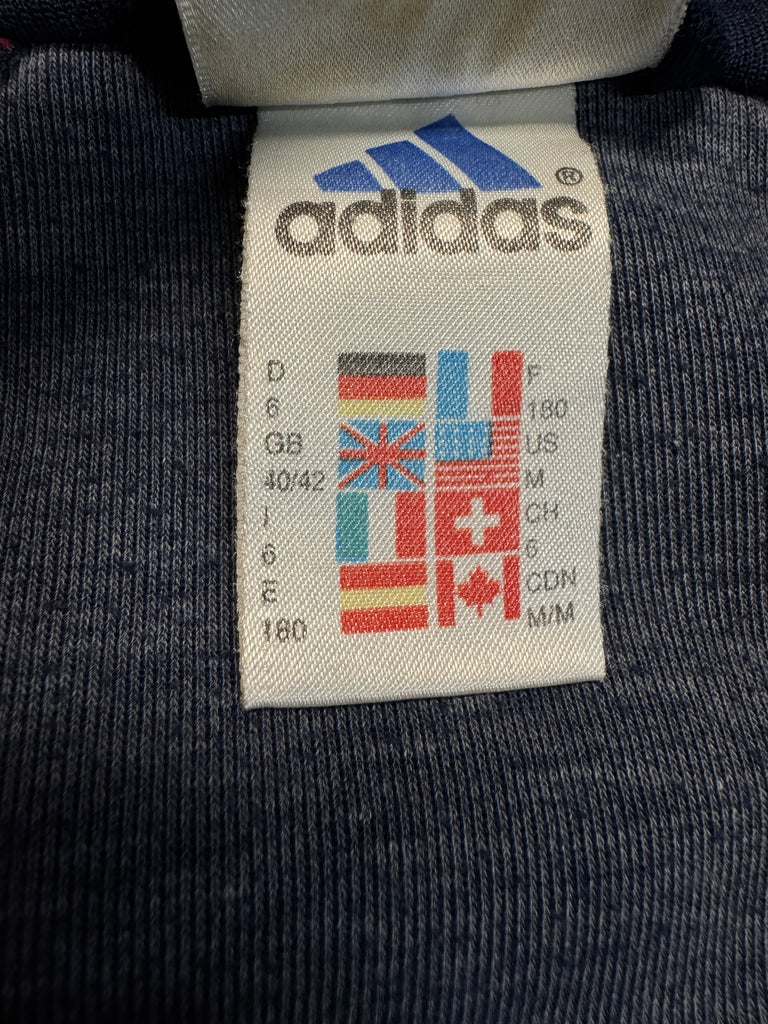 adidas®
D
6
GB
40/42
I
6
E
180
F
180
US
M
CH
6
CDN
M/M